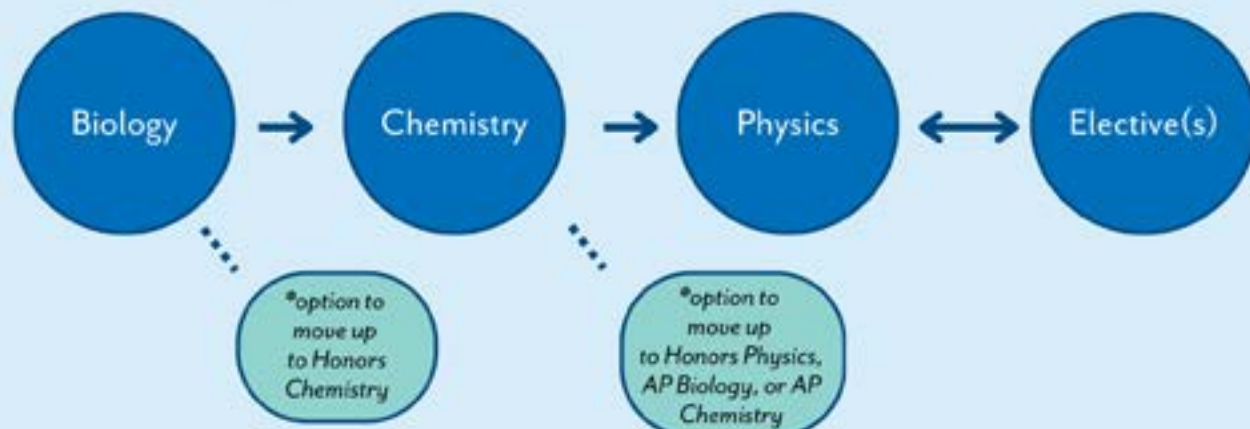 Biology
Chemistry
Physics
Elective(s)
*option to
move up
to Honors
Chemistry
*option to
move up
to Honors Physics,
AP Biology, or AP
Chemistry